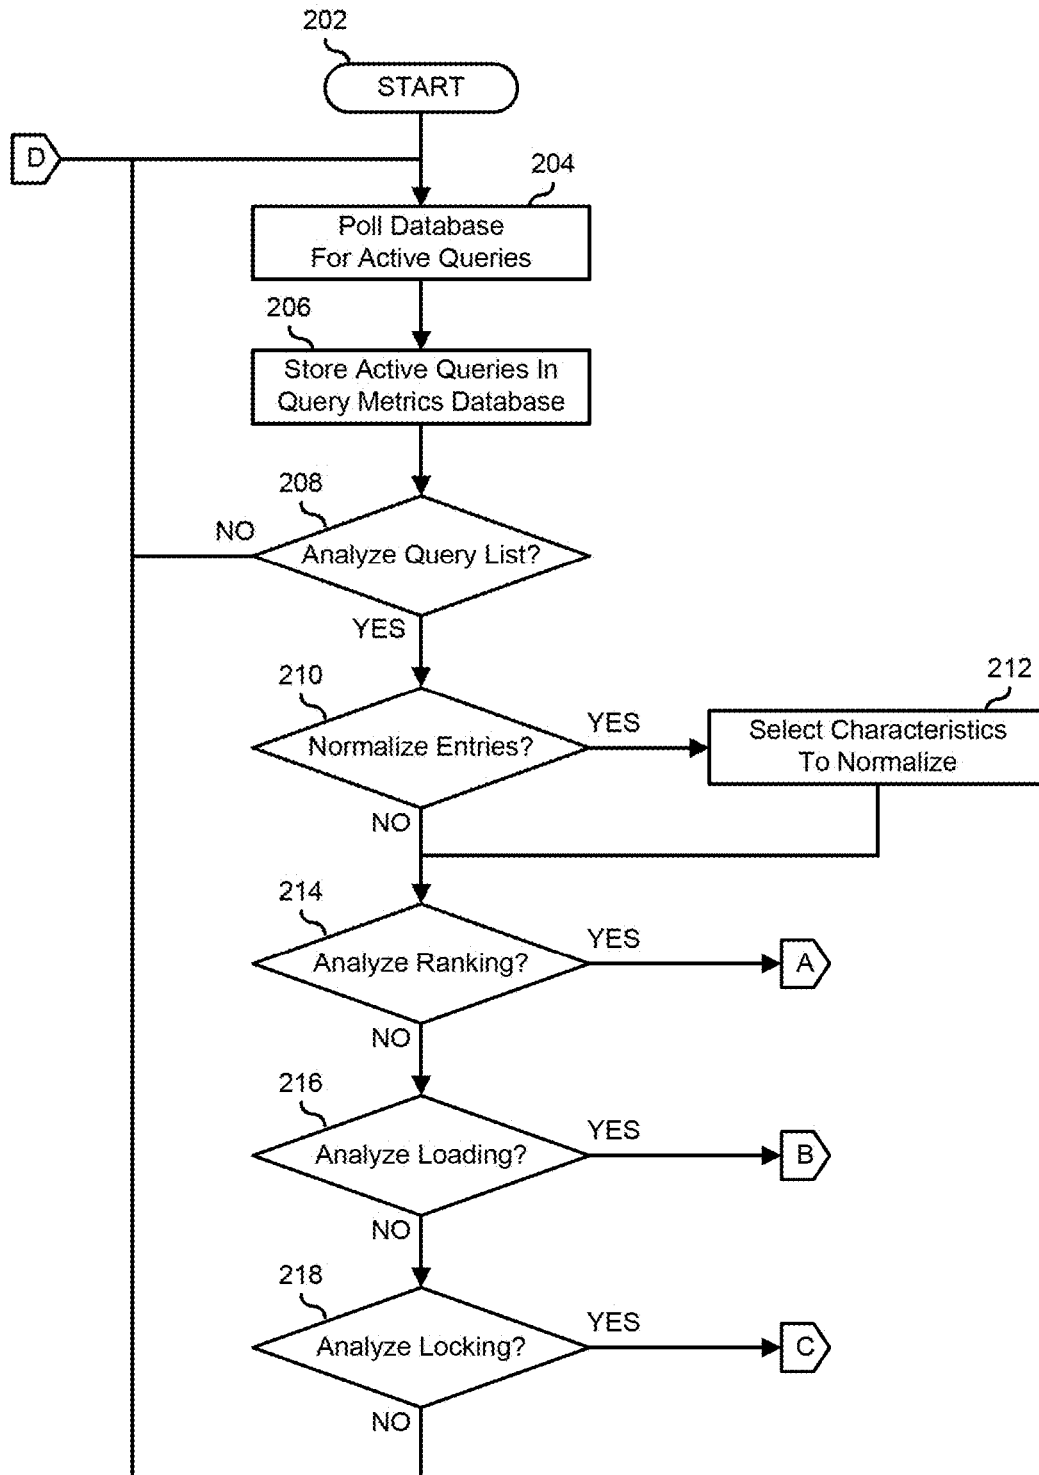 202
START
D
204
Poll Database
For Active Queries
206
Store Active Queries In
Query Metrics Database
208
NO
Analyze Query List?
YES
210
212
Normalize Entries?
YES
Select Characteristics
To Normalize
NO
214
Analyze Ranking?
YES
A
NO
216
Analyze Loading?
YES
B
NO
218
Analyze Locking?
YES
C
NO